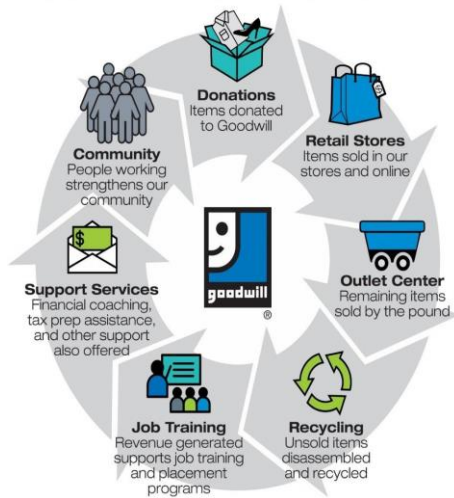 Donations
Items donated
to Goodwill
Retail Stores
Items sold in our
stores and online
Outlet Center
Remaining items
sold by the pound
Recycling
Unsold items
disassembled
and recycled
Job Training
Revenue generated
supports job training
and placement
programs
Support Services
Financial coaching,
tax prep assistance,
and other support
also offered
$
Community
People working
strengthens our
community
goodwill
®